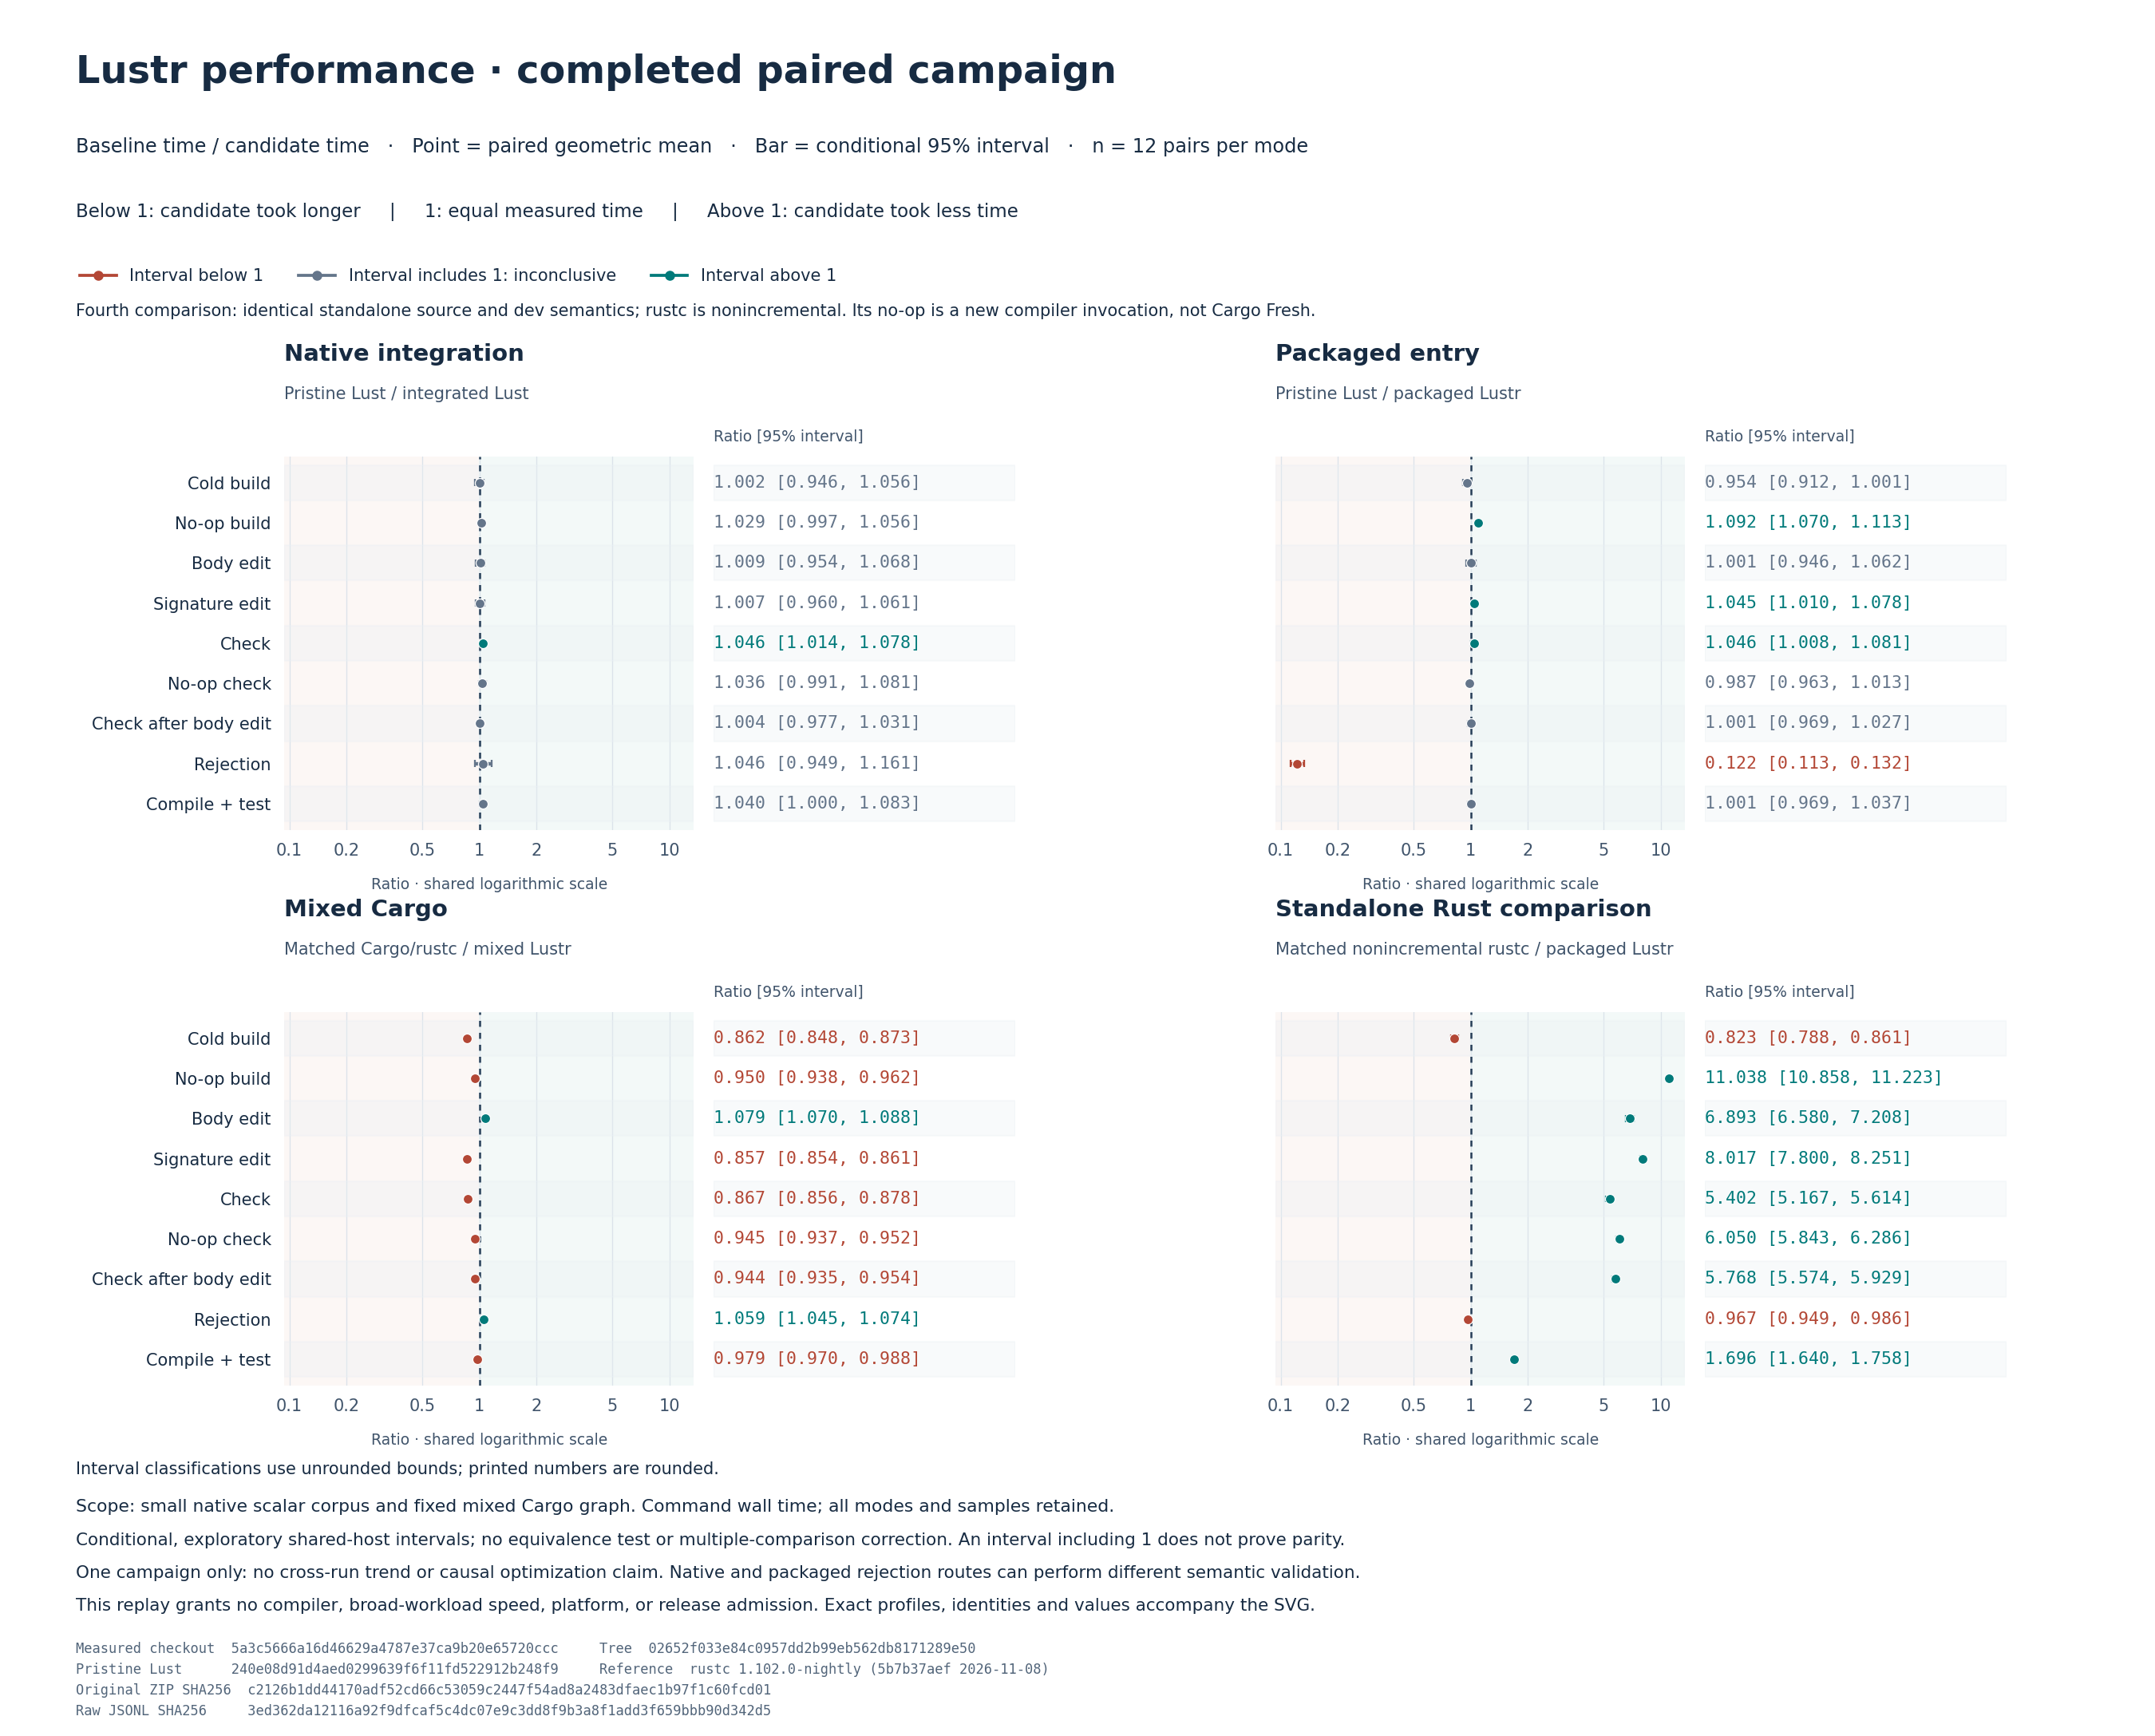 Lustr performance · completed paired campaign
Baseline time / candidate time · Point = paired geometric mean · Bar = conditional 95% interval · n = 12 pairs per mode
Below 1: candidate took longer | 1: equal measured time | Above 1: candidate took less time
Interval below 1 Interval includes 1: inconclusive Interval above 1
Fourth comparison: identical standalone source and dev semantics; rustc is nonincremental. Its no-op is a new compiler invocation, not Cargo Fresh.
Native integration
Pristine Lust / integrated Lust
Ratio [95% interval]
Cold build 1.002 [0.946, 1.056]
No-op build 1.029 [0.997, 1.056]
Body edit 1.009 [0.954, 1.068]
Signature edit 1.007 [0.960, 1.061]
Check 1.046 [1.014, 1.078]
No-op check 1.036 [0.991, 1.081]
Check after body edit 1.004 [0.977, 1.031]
Rejection 1.046 [0.949, 1.161]
Compile + test 1.040 [1.000, 1.083]
0.1 0.2 0.5 1 2 5 10
Ratio · shared logarithmic scale
Packaged entry
Pristine Lust / packaged Lustr
Ratio [95% interval]
0.954 [0.912, 1.001]
1.092 [1.070, 1.113]
1.001 [0.946, 1.062]
1.045 [1.010, 1.078]
1.046 [1.008, 1.081]
0.987 [0.963, 1.013]
1.001 [0.969, 1.027]
0.122 [0.113, 0.132]
1.001 [0.969, 1.037]
0.1 0.2 0.5 1 2 5 10
Ratio · shared logarithmic scale
Mixed Cargo
Matched Cargo/rustc / mixed Lustr
Ratio [95% interval]
Cold build 0.862 [0.848, 0.873]
No-op build 0.950 [0.938, 0.962]
Body edit 1.079 [1.070, 1.088]
Signature edit 0.857 [0.854, 0.861]
Check 0.867 [0.856, 0.878]
No-op check 0.945 [0.937, 0.952]
Check after body edit 0.944 [0.935, 0.954]
Rejection 1.059 [1.045, 1.074]
Compile + test 0.979 [0.970, 0.988]
0.1 0.2 0.5 1 2 5 10
Ratio · shared logarithmic scale
Standalone Rust comparison
Matched nonincremental rustc / packaged Lustr
Ratio [95% interval]
0.823 [0.788, 0.861]
11.038 [10.858, 11.223]
6.893 [6.580, 7.208]
8.017 [7.800, 8.251]
5.402 [5.167, 5.614]
6.050 [5.843, 6.286]
5.768 [5.574, 5.929]
0.967 [0.949, 0.986]
1.696 [1.640, 1.758]
0.1 0.2 0.5 1 2 5 10
Ratio · shared logarithmic scale
Interval classifications use unrounded bounds; printed numbers are rounded.
Scope: small native scalar corpus and fixed mixed Cargo graph. Command wall time; all modes and samples retained.
Conditional, exploratory shared-host intervals; no equivalence test or multiple-comparison correction. An interval including 1 does not prove parity.
One campaign only: no cross-run trend or causal optimization claim. Native and packaged rejection routes can perform different semantic validation.
This replay grants no compiler, broad-workload speed, platform, or release admission. Exact profiles, identities and values accompany the SVG.
Measured checkout 5a3c5666a16d46629a4787e37ca9b20e65720ccc Tree 02652f033e84c0957dd2b99eb562db8171289e50
Pristine Lust 240e08d91d4aed0299639f6f11fd522912b248f9 Reference rustc 1.102.0-nightly (5b7b37aef 2026-11-08)
Original ZIP SHA256 c2126b1dd44170adf52cd66c53059c2447f54ad8a2483dfaec1b97f1c60fcd01
Raw JSONL SHA256 3ed362da12116a92f9dfcaf5c4dc07e9c3dd8f9b3a8f1add3f659bbb90d342d5